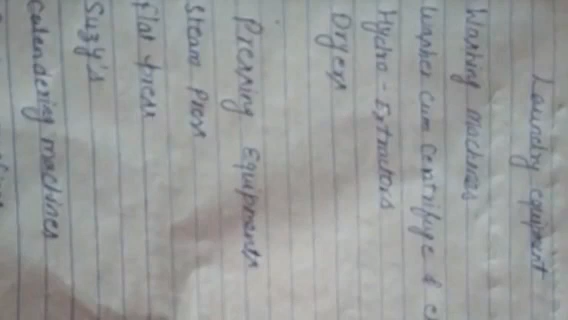 Laundry equipment
Washing machines
Washer cum centrifuge &
Hydro - Extractors
Dryers
Pressing Equipments
Steam Press
flat press
Suzy's
calendering machines